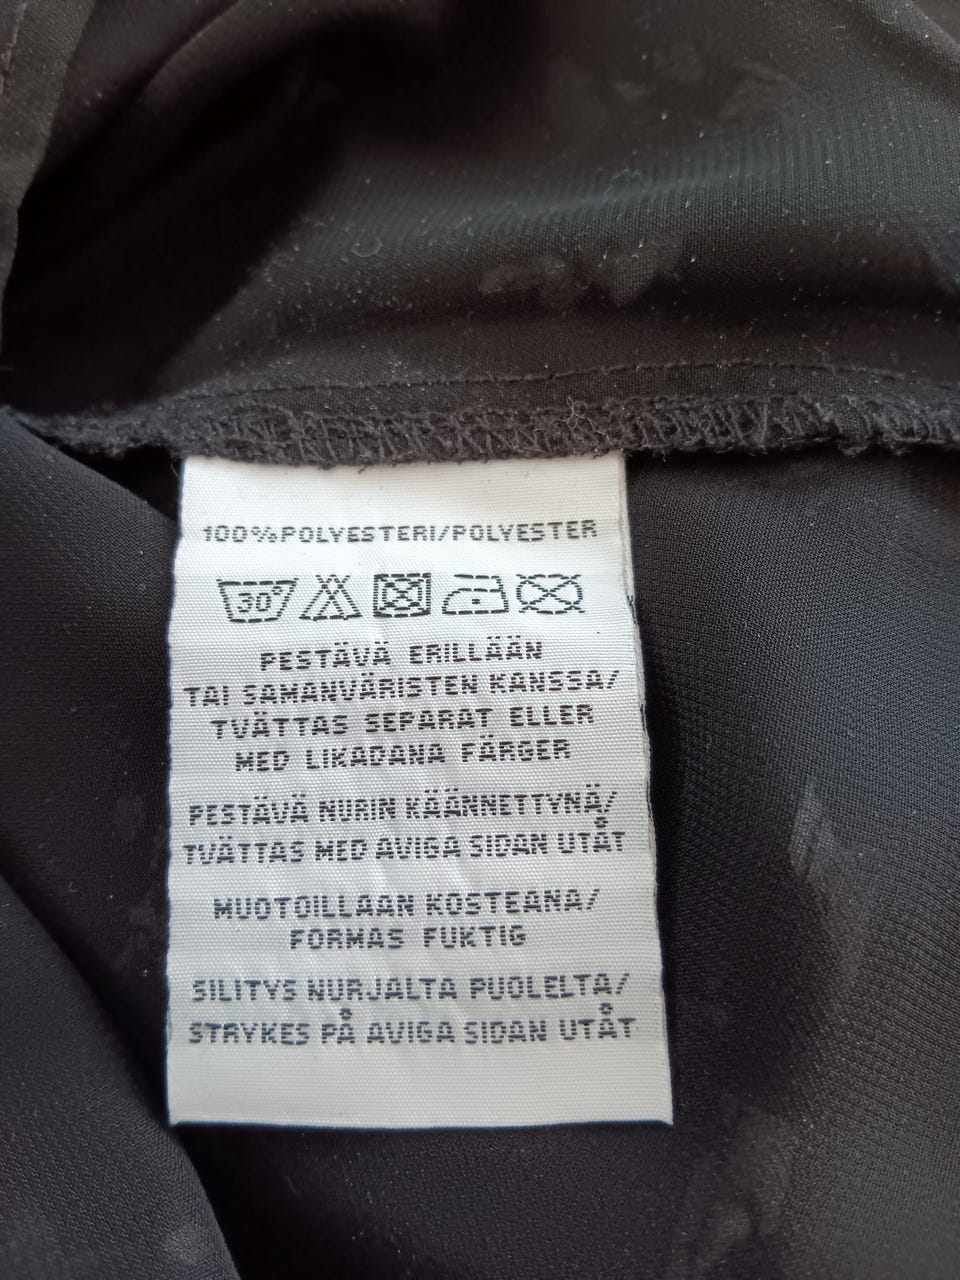 100%POLYESTERI/POLYESTER
30°
PESTÄVÄ ERILLÄÄN
TAI SAMANVÄRISTEN KANSSA/
TVÄTTAS SEPARAT ELLER
MED LIKADANA FÄRGER
PESTÄVÄ NURIN KÄÄNNETTYNÄ/
TVÄTTAS MED AVIGA SIDAN UTÅT
MUOTOILLAAN KOSTEANA/
FORMAS FUKTIG
SILITYS NURJALTA PUOLELTA/
STRYKES PÅ AVIGA SIDAN UTÅT